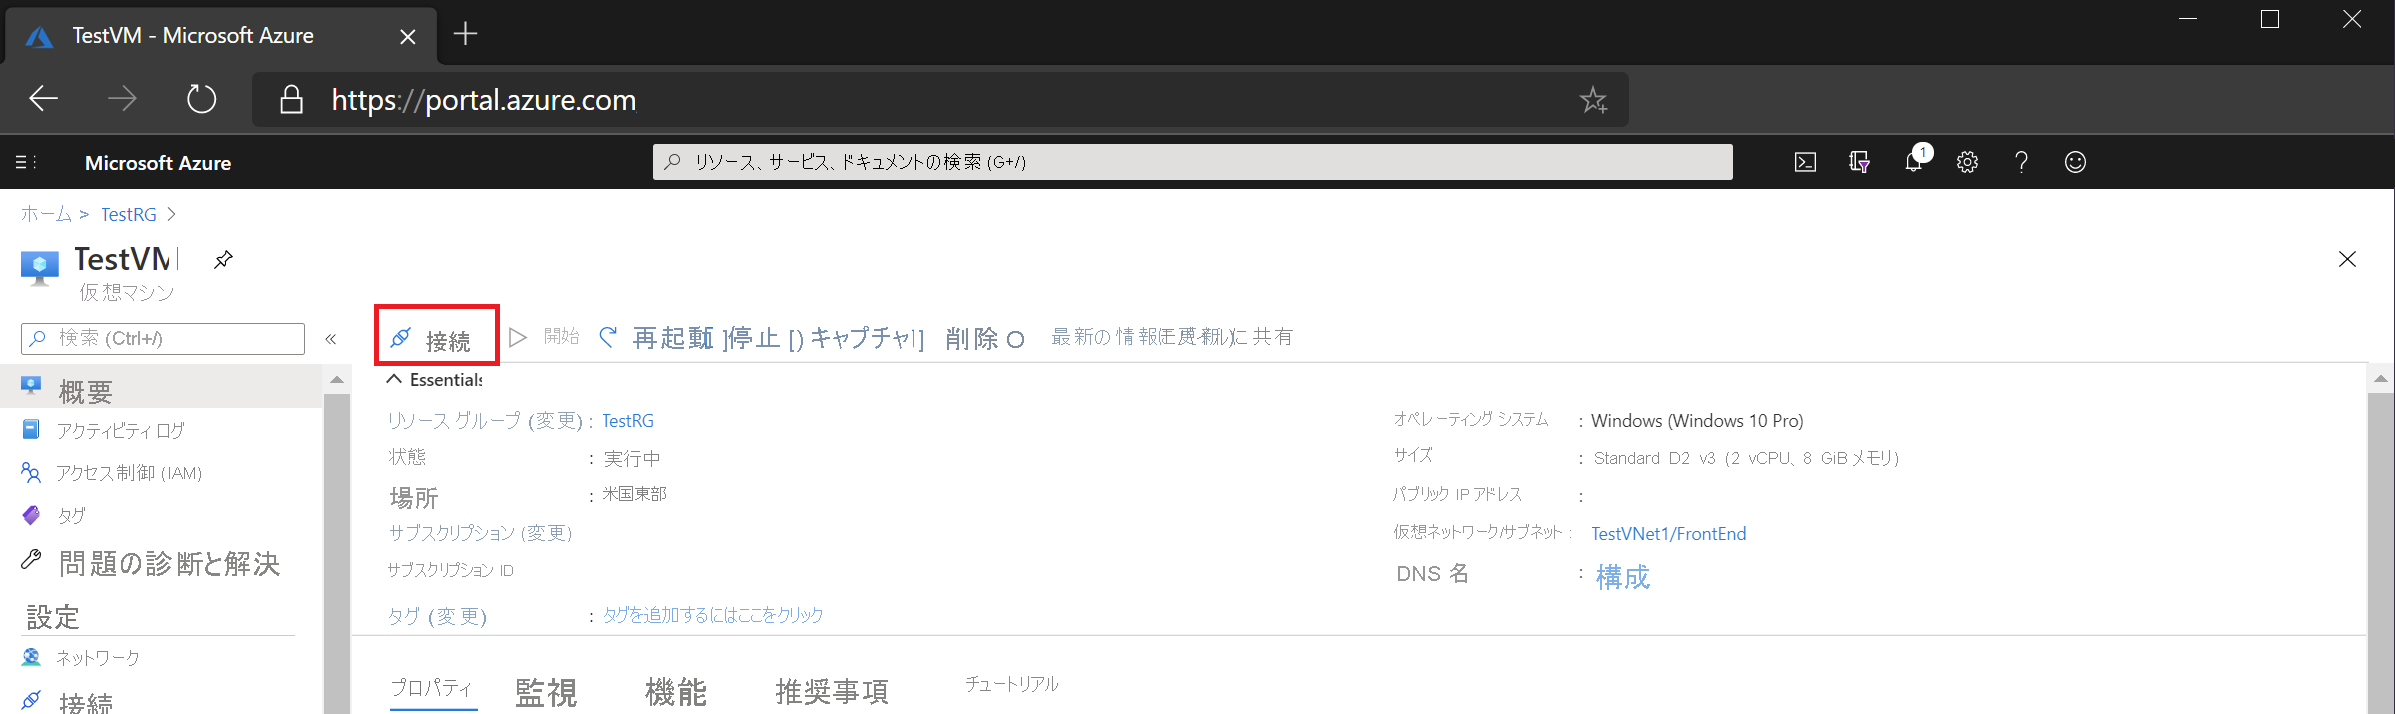 TestVM - Microsoft Azure
https://portal.azure.com
Microsoft Azure
リソース、サービス、ドキュメントの検索 (G+/)
1
ホーム > TestRG >
TestVM
仮想マシン
検索 (Ctrl+/)
«
接続
開始
再起動
停止
キャプチャ
削除
最新の情報に
共有
概要
アクティビティ ログ
アクセス制御 (IAM)
タグ
問題の診断と解決
設定
ネットワーク
接続
Essentials
リソース グループ (変更) : TestRG
状態 : 実行中
場所 : 米国東部
サブスクリプション (変更)
サブスクリプション ID
タグ (変更) : タグを追加するにはここをクリック
オペレーティング システム : Windows (Windows 10 Pro)
サイズ : Standard D2 v3 (2 vCPU、8 GiB メモリ)
パブリック IP アドレス :
仮想ネットワーク/サブネット : TestVNet1/FrontEnd
DNS 名 : 構成
プロパティ 監視 機能 推奨事項 チュートリアル